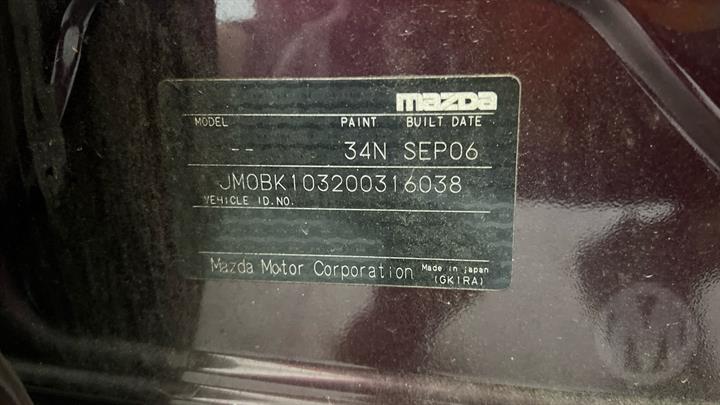 mazda
MODEL PAINT BUILT DATE
-- 34N SEP06
JM0BK103200316038
VEHICLE ID.NO.
Mazda Motor Corporation Made in japan
(GK1RA)
M